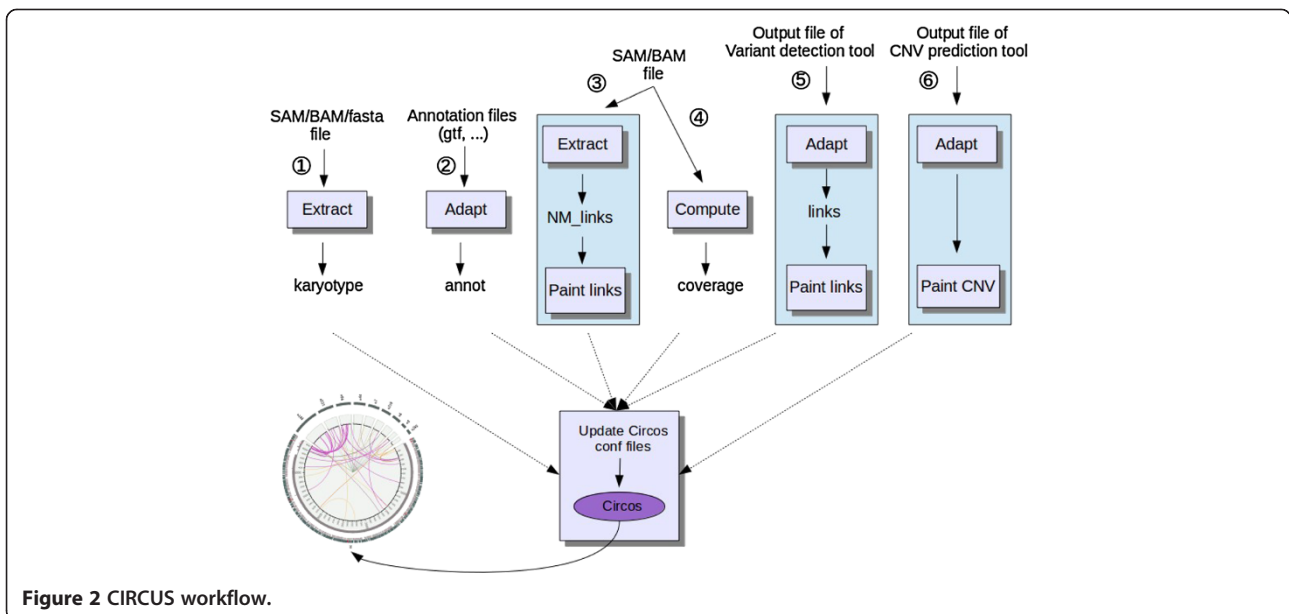 Output file of
Variant detection tool
Output file of
CNV prediction tool
SAM/BAM
file
③
④
⑤
⑥
SAM/BAM/fasta
file
Annotation files
(gtf, ...)
①
②
Extract
Adapt
Extract
NM_links
Paint links
Compute
Adapt
links
Paint links
Adapt
Paint CNV
karyotype
annot
coverage
Update Circos
conf files
Circos
Figure 2 CIRCUS workflow.